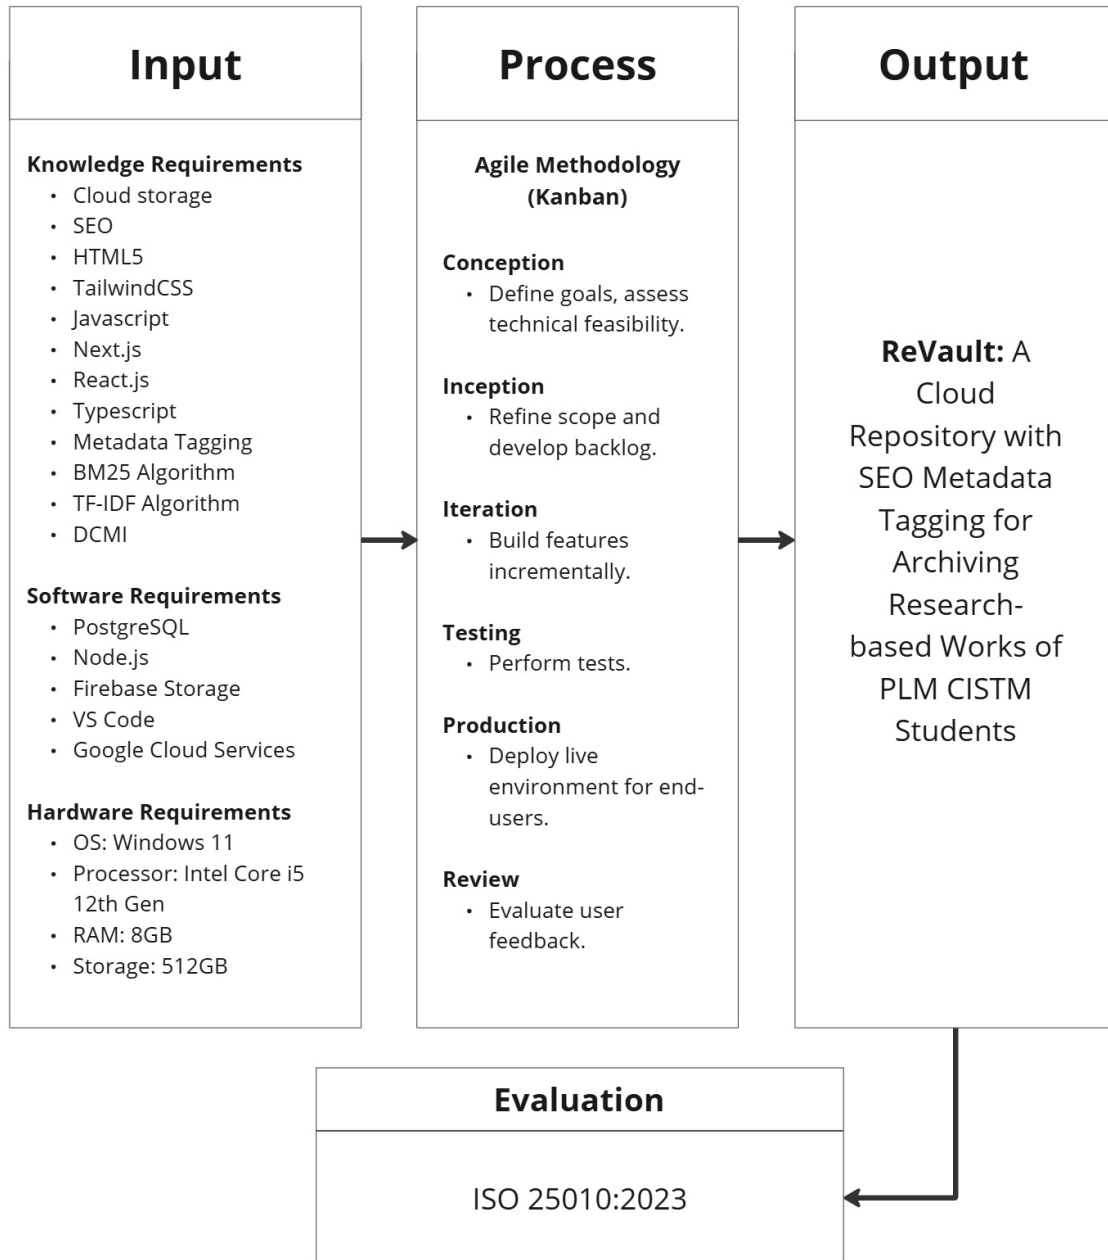 Input
Knowledge Requirements
• Cloud storage
• SEO
• HTML5
• TailwindCSS
• Javascript
• Next.js
• React.js
• Typescript
• Metadata Tagging
• BM25 Algorithm
• TF-IDF Algorithm
• DCMI
Software Requirements
• PostgreSQL
• Node.js
• Firebase Storage
• VS Code
• Google Cloud Services
Hardware Requirements
• OS: Windows 11
• Processor: Intel Core i5
12th Gen
• RAM: 8GB
• Storage: 512GB
Process
Agile Methodology
(Kanban)
Conception
• Define goals, assess
technical feasibility.
Inception
• Refine scope and
develop backlog.
Iteration
• Build features
incrementally.
Testing
• Perform tests.
Production
• Deploy live
environment for end-
users.
Review
• Evaluate user
feedback.
Output
ReVault: A
Cloud
Repository with
SEO Metadata
Tagging for
Archiving
Research-
based Works of
PLM CISTM
Students
Evaluation
ISO 25010:2023